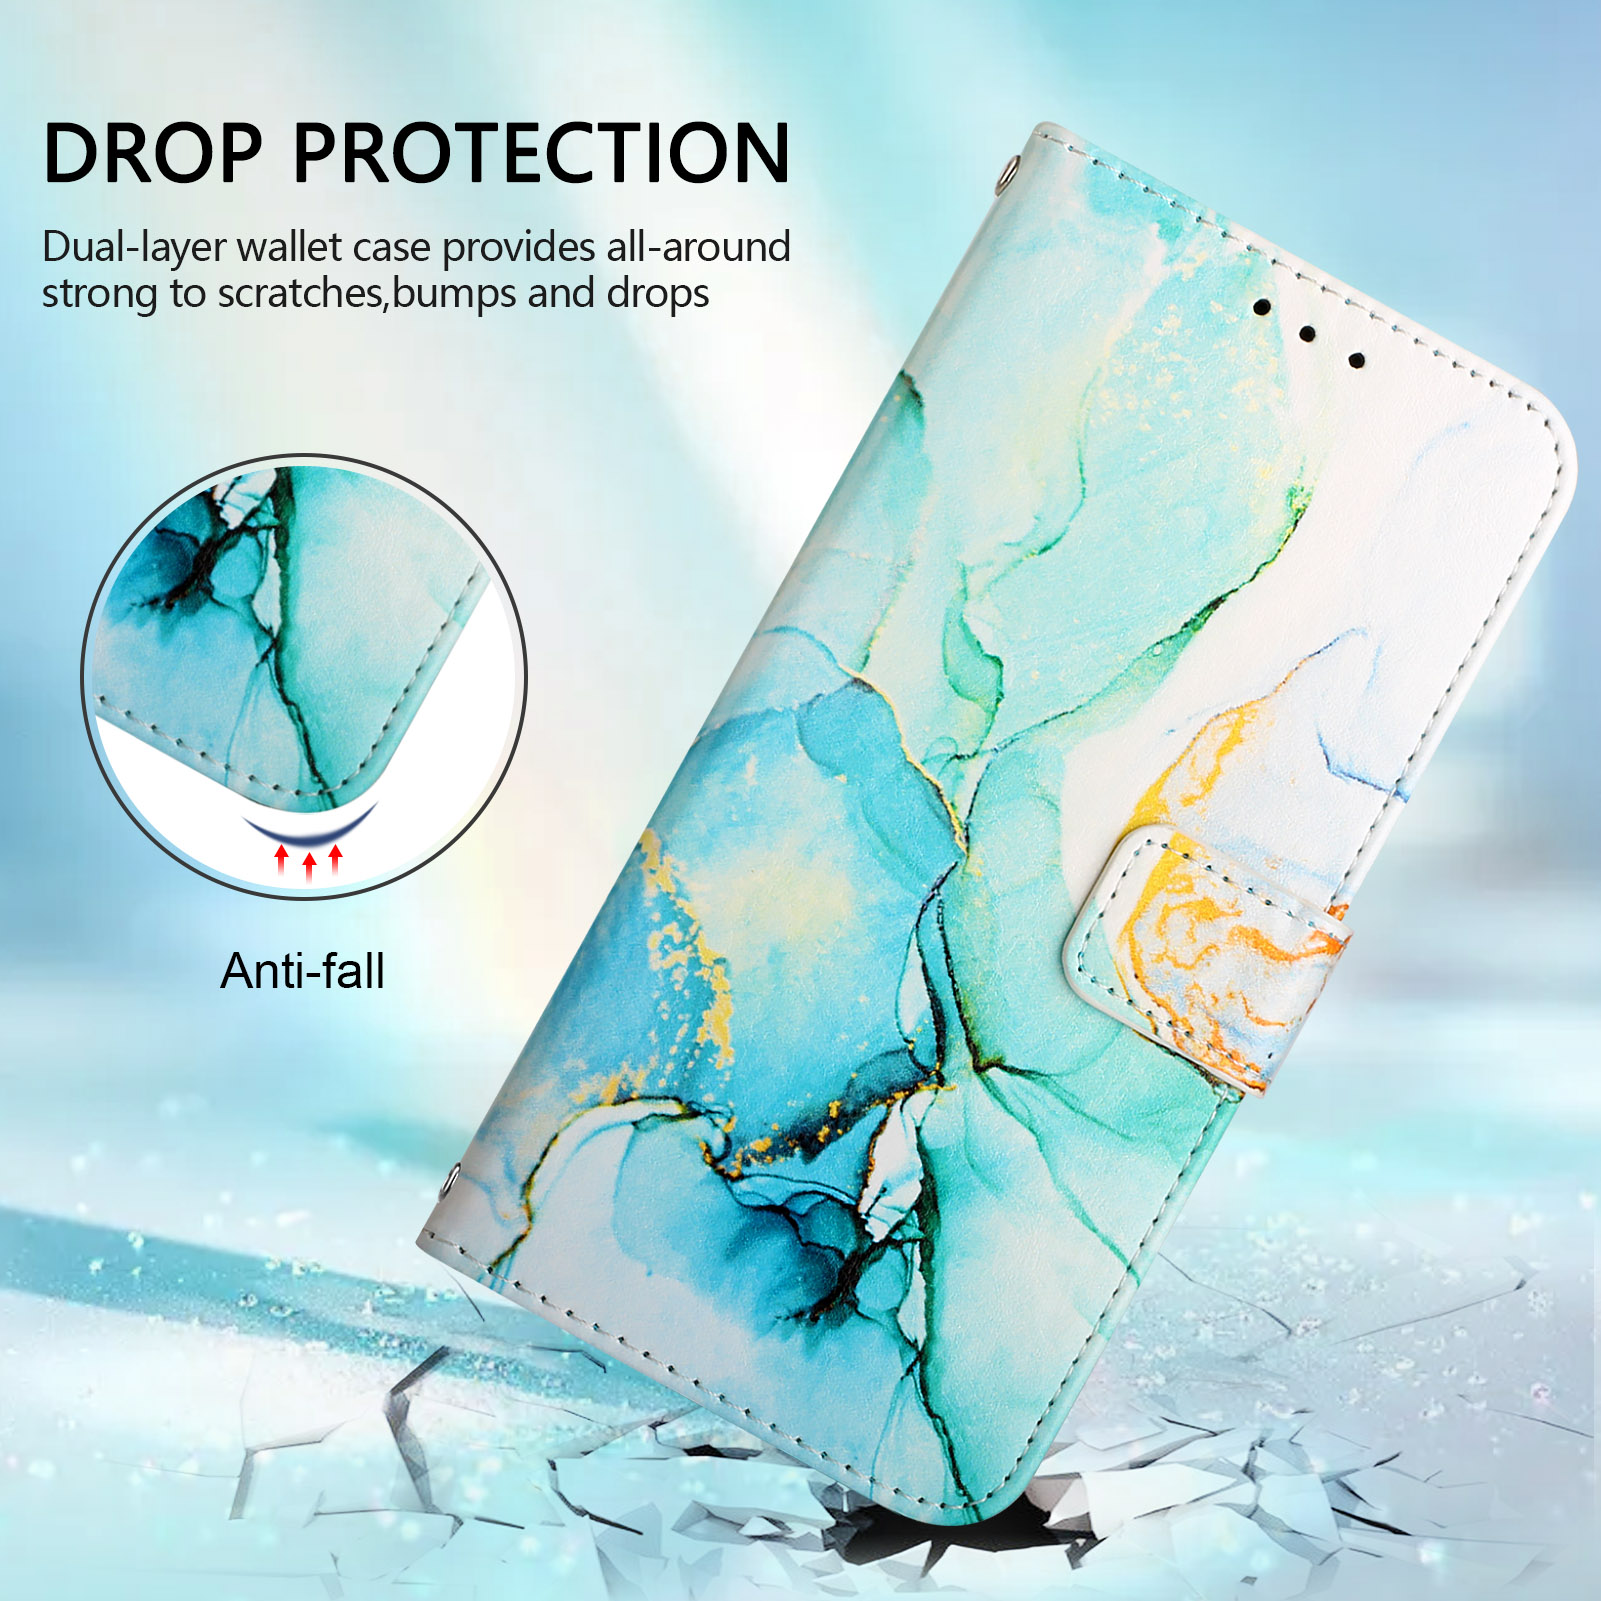 DROP PROTECTION
Dual-layer wallet case provides all-around
strong to scratches,bumps and drops
Anti-fall